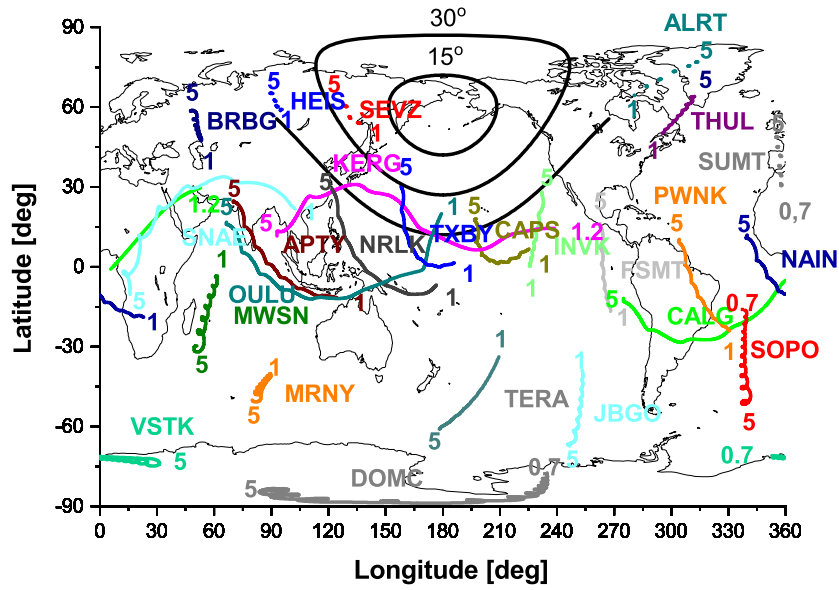 30°
ALRT
90
5
15°
5
5
5
5
HEIS
SEVZ
60
1
BRBG
1
THUL
5
1
1
1
SUMT
KERG
5
5
30
5
5
5
PWNK
1.2
5
1
5
5
0,7
5
1
5
SNAE
APTY
NRLK
TXBY
CAPS
1.2
INVK
NAIN
1
1
1
FSMT
0
OULU
5
1
1
5
0.7
MWSN
1
CALG
1
-30
1
SOPO
5
1
1
MRNY
TERA
5
JBGO
5
VSTK
-60
5
5
5
0.7
DOMC
0.7
5
-90
0
30
60
90
120
150
180
210
240
270
300
330
360
Latitude [deg]
Longitude [deg]